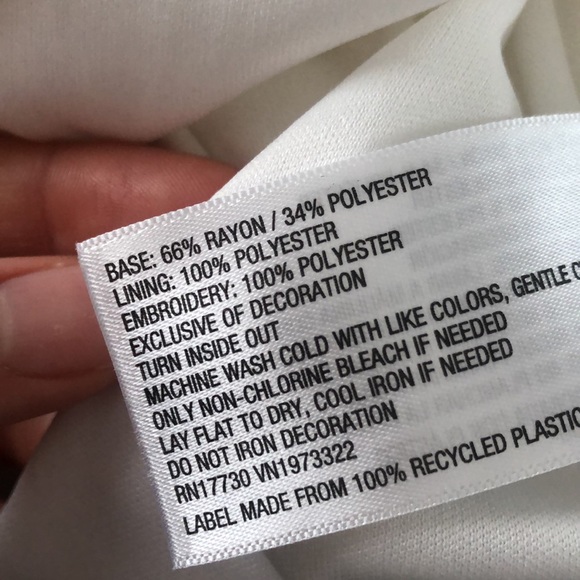 BASE: 66% RAYON / 34% POLYESTER
LINING: 100% POLYESTER
EMBROIDERY: 100% POLYESTER
EXCLUSIVE OF DECORATION
TURN INSIDE OUT
MACHINE WASH COLD WITH LIKE COLORS, GENTLE
ONLY NON-CHLORINE BLEACH IF NEEDED
LAY FLAT TO DRY, COOL IRON IF NEEDED
DO NOT IRON DECORATION
RN17730 VN1973322
LABEL MADE FROM 100% RECYCLED PLASTIC